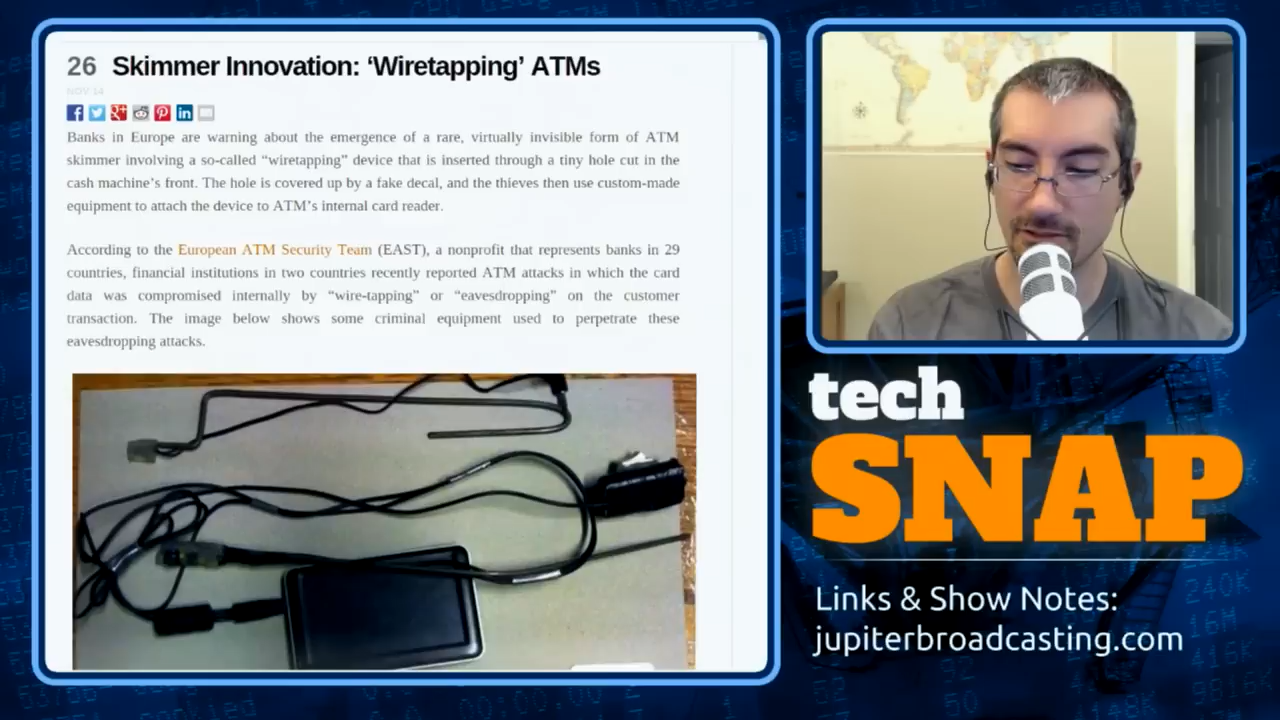 26 Skimmer Innovation: ‘Wiretapping’ ATMs
NOV 14
Banks in Europe are warning about the emergence of a rare, virtually invisible form of ATM
skimmer involving a so-called “wiretapping” device that is inserted through a tiny hole cut in the
cash machine’s front. The hole is covered up by a fake decal, and the thieves then use custom-made
equipment to attach the device to ATM’s internal card reader.
According to the European ATM Security Team (EAST), a nonprofit that represents banks in 29
countries, financial institutions in two countries recently reported ATM attacks in which the card
data was compromised internally by “wire-tapping” or “eavesdropping” on the customer
transaction. The image below shows some criminal equipment used to perpetrate these
eavesdropping attacks.
tech
SNAP
Links & Show Notes:
jupiterbroadcasting.com